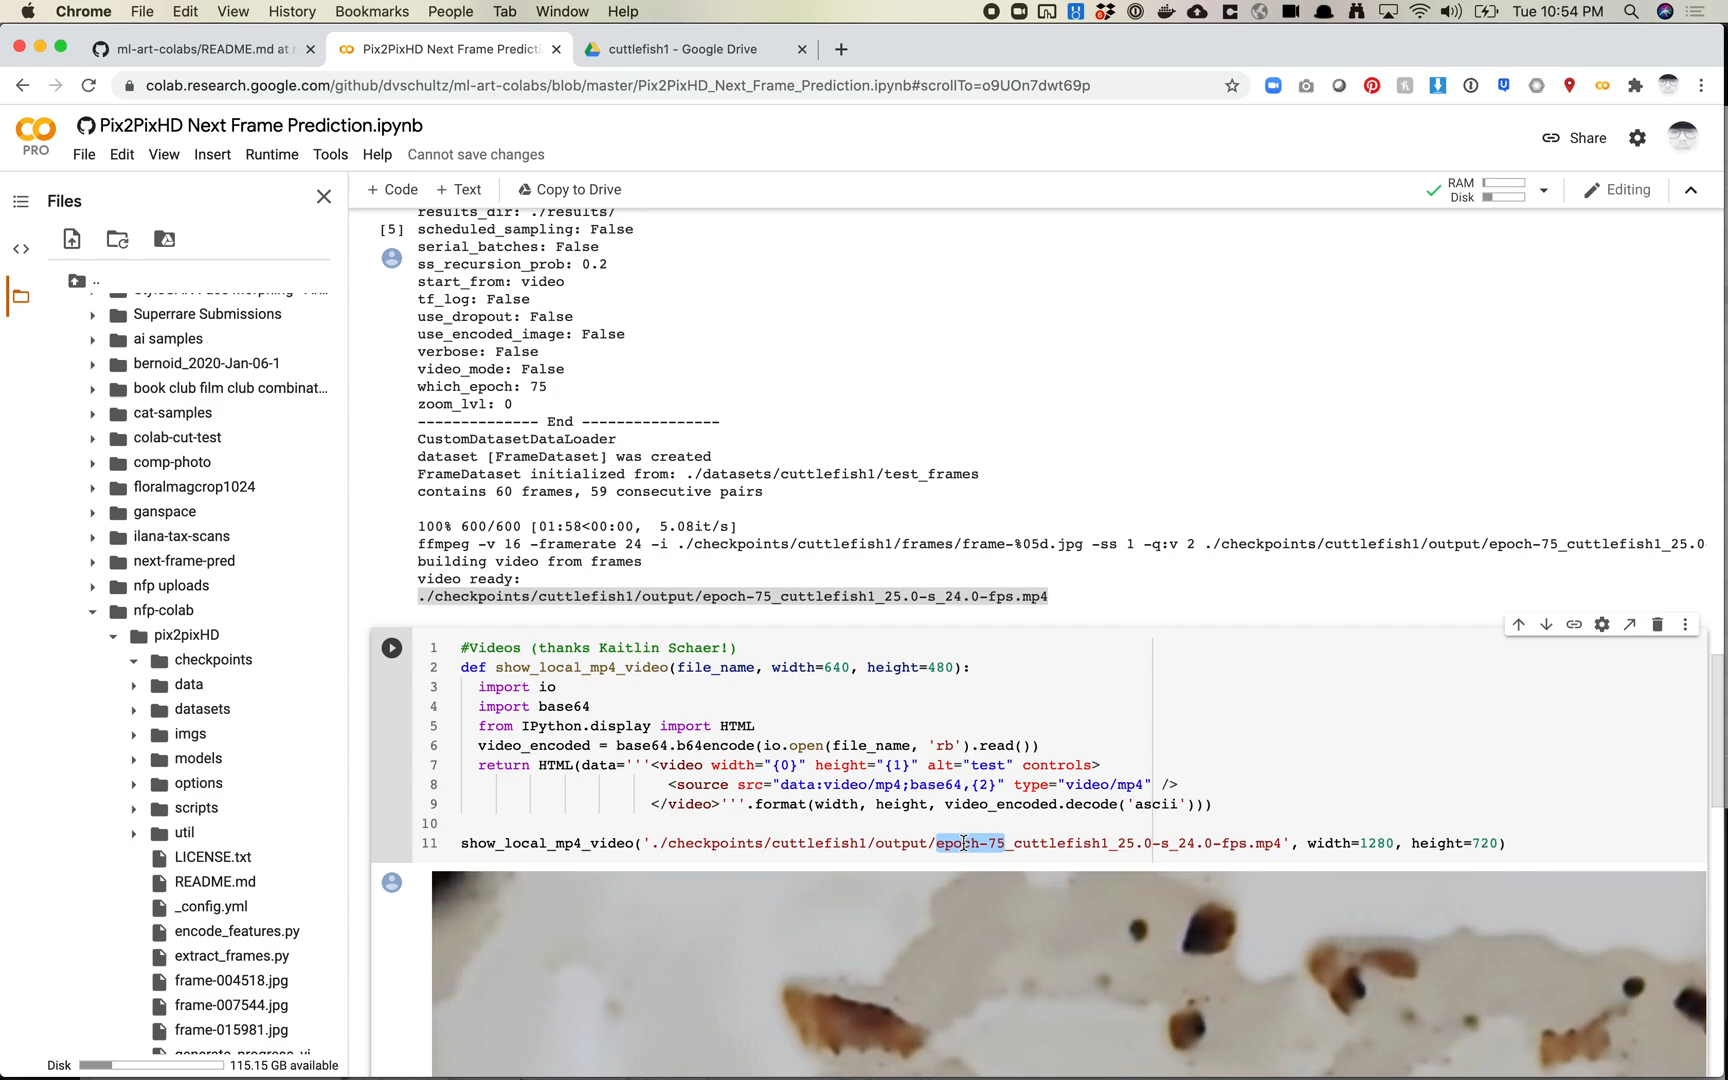 Chrome File Edit View History Bookmarks People Tab Window Help Tue 10:54 PM
ml-art-colabs/README.md at
Pix2PixHD Next Frame Predicti
cuttlefish1 - Google Drive
colab.research.google.com/github/dvschultz/ml-art-colabs/blob/master/Pix2PixHD_Next_Frame_Prediction.ipynb#scrollTo=o9UOn7dwt69p
CO
PRO
Pix2PixHD Next Frame Prediction.ipynb
File Edit View Insert Runtime Tools Help Cannot save changes
Share
Files
+ Code + Text Copy to Drive
RAM
Disk
Editing
..
Superrare Submissions
ai samples
bernoid_2020-Jan-06-1
book club film club combinat...
cat-samples
colab-cut-test
comp-photo
floralmagcrop1024
ganspace
ilana-tax-scans
next-frame-pred
nfp uploads
nfp-colab
pix2pixHD
checkpoints
data
datasets
imgs
models
options
scripts
util
LICENSE.txt
README.md
_config.yml
encode_features.py
extract_frames.py
frame-004518.jpg
frame-007544.jpg
frame-015981.jpg
Disk 115.15 GB available
results_dir: ./results/
[5] scheduled_sampling: False
serial_batches: False
ss_recursion_prob: 0.2
start_from: video
tf_log: False
use_dropout: False
use_encoded_image: False
verbose: False
video_mode: False
which_epoch: 75
zoom_lvl: 0
-------------- End ----------------
CustomDatasetDataLoader
dataset [FrameDataset] was created
FrameDataset initialized from: ./datasets/cuttlefish1/test_frames
contains 60 frames, 59 consecutive pairs
100% 600/600 [01:58<00:00, 5.08it/s]
ffmpeg -v 16 -framerate 24 -i ./checkpoints/cuttlefish1/frames/frame-%05d.jpg -ss 1 -q:v 2 ./checkpoints/cuttlefish1/output/epoch-75_cuttlefish1_25.0-
building video from frames
video ready:
./checkpoints/cuttlefish1/output/epoch-75_cuttlefish1_25.0-s_24.0-fps.mp4
1 #Videos (thanks Kaitlin Schaer!)
2 def show_local_mp4_video(file_name, width=640, height=480):
3 import io
4 import base64
5 from IPython.display import HTML
6 video_encoded = base64.b64encode(io.open(file_name, 'rb').read())
7 return HTML(data='''<video width="{0}" height="{1}" alt="test" controls>
8 <source src="data:video/mp4;base64,{2}" type="video/mp4" />
9 </video>'''.format(width, height, video_encoded.decode('ascii')))
10
11 show_local_mp4_video('./checkpoints/cuttlefish1/output/epoch-75_cuttlefish1_25.0-s_24.0-fps.mp4', width=1280, height=720)